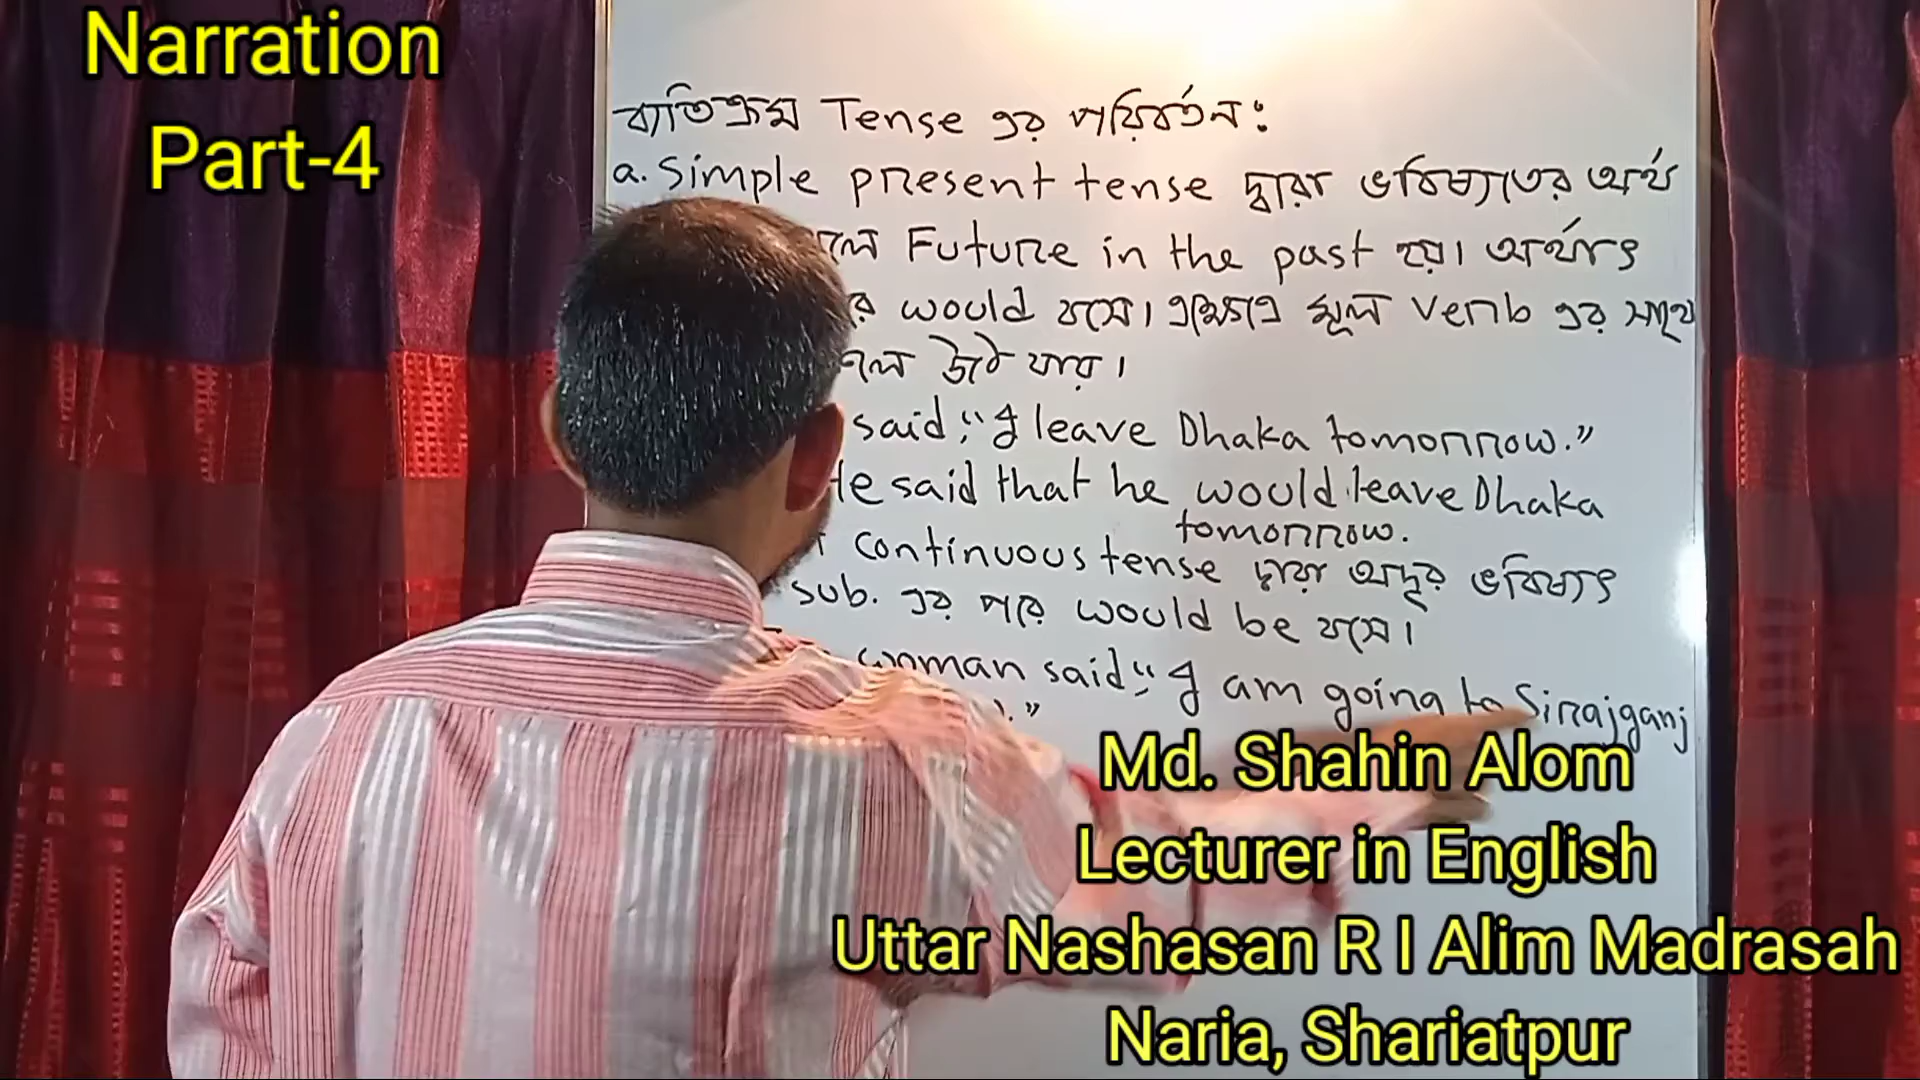 Narration
Part-4
ব্যতিক্রম Tense এর পরিবর্তন:
a. Simple present tense দ্বারা ভবিষ্যতের অর্থ
Future in the past হয়। অর্থাৎ
would বসে। এক্ষেত্রে মূল verb এর সাথে
উঠে যায়।
said, "I leave Dhaka tomorrow."
He said that he would leave Dhaka
tomorrow.
continuous tense দ্বারা অদূর ভবিষ্যৎ
sub. এর পরে would be বসে।
woman said, "I am going to Sirajganj
Md. Shahin Alom
Lecturer in English
Uttar Nashasan R I Alim Madrasah
Naria, Shariatpur